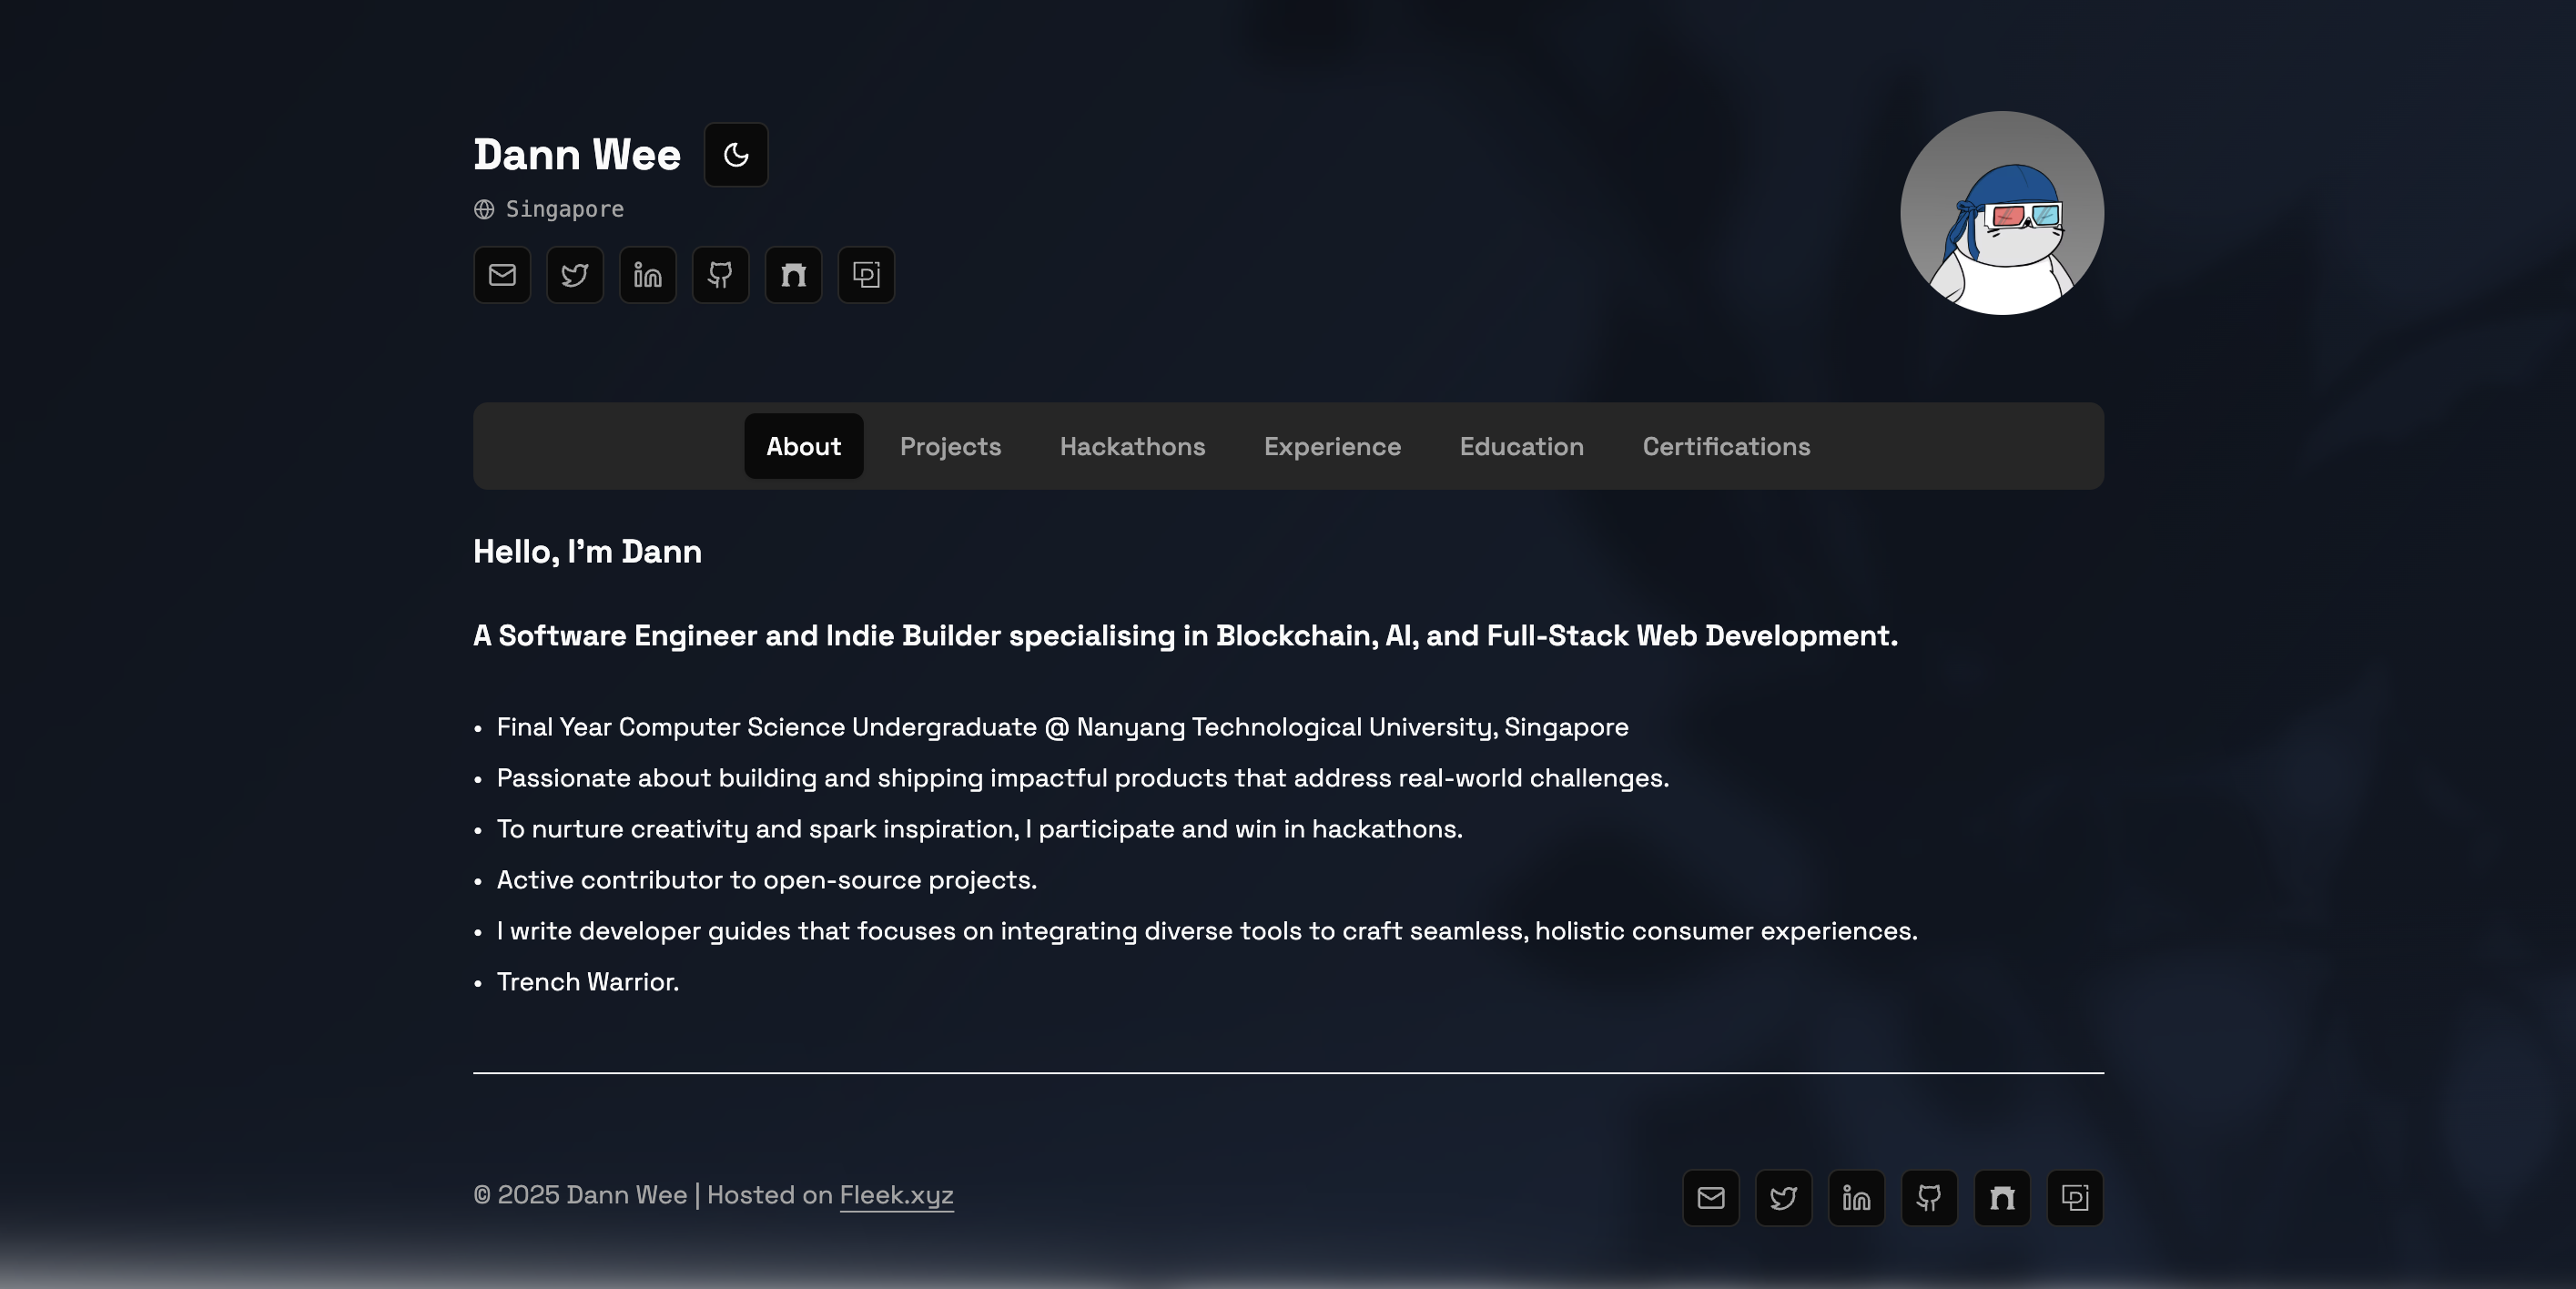 Dann Wee
Singapore
About Projects Hackathons Experience Education Certifications
Hello, I'm Dann
A Software Engineer and Indie Builder specialising in Blockchain, AI, and Full-Stack Web Development.
• Final Year Computer Science Undergraduate @ Nanyang Technological University, Singapore
• Passionate about building and shipping impactful products that address real-world challenges.
• To nurture creativity and spark inspiration, I participate and win in hackathons.
• Active contributor to open-source projects.
• I write developer guides that focuses on integrating diverse tools to craft seamless, holistic consumer experiences.
• Trench Warrior.
© 2025 Dann Wee | Hosted on Fleek.xyz